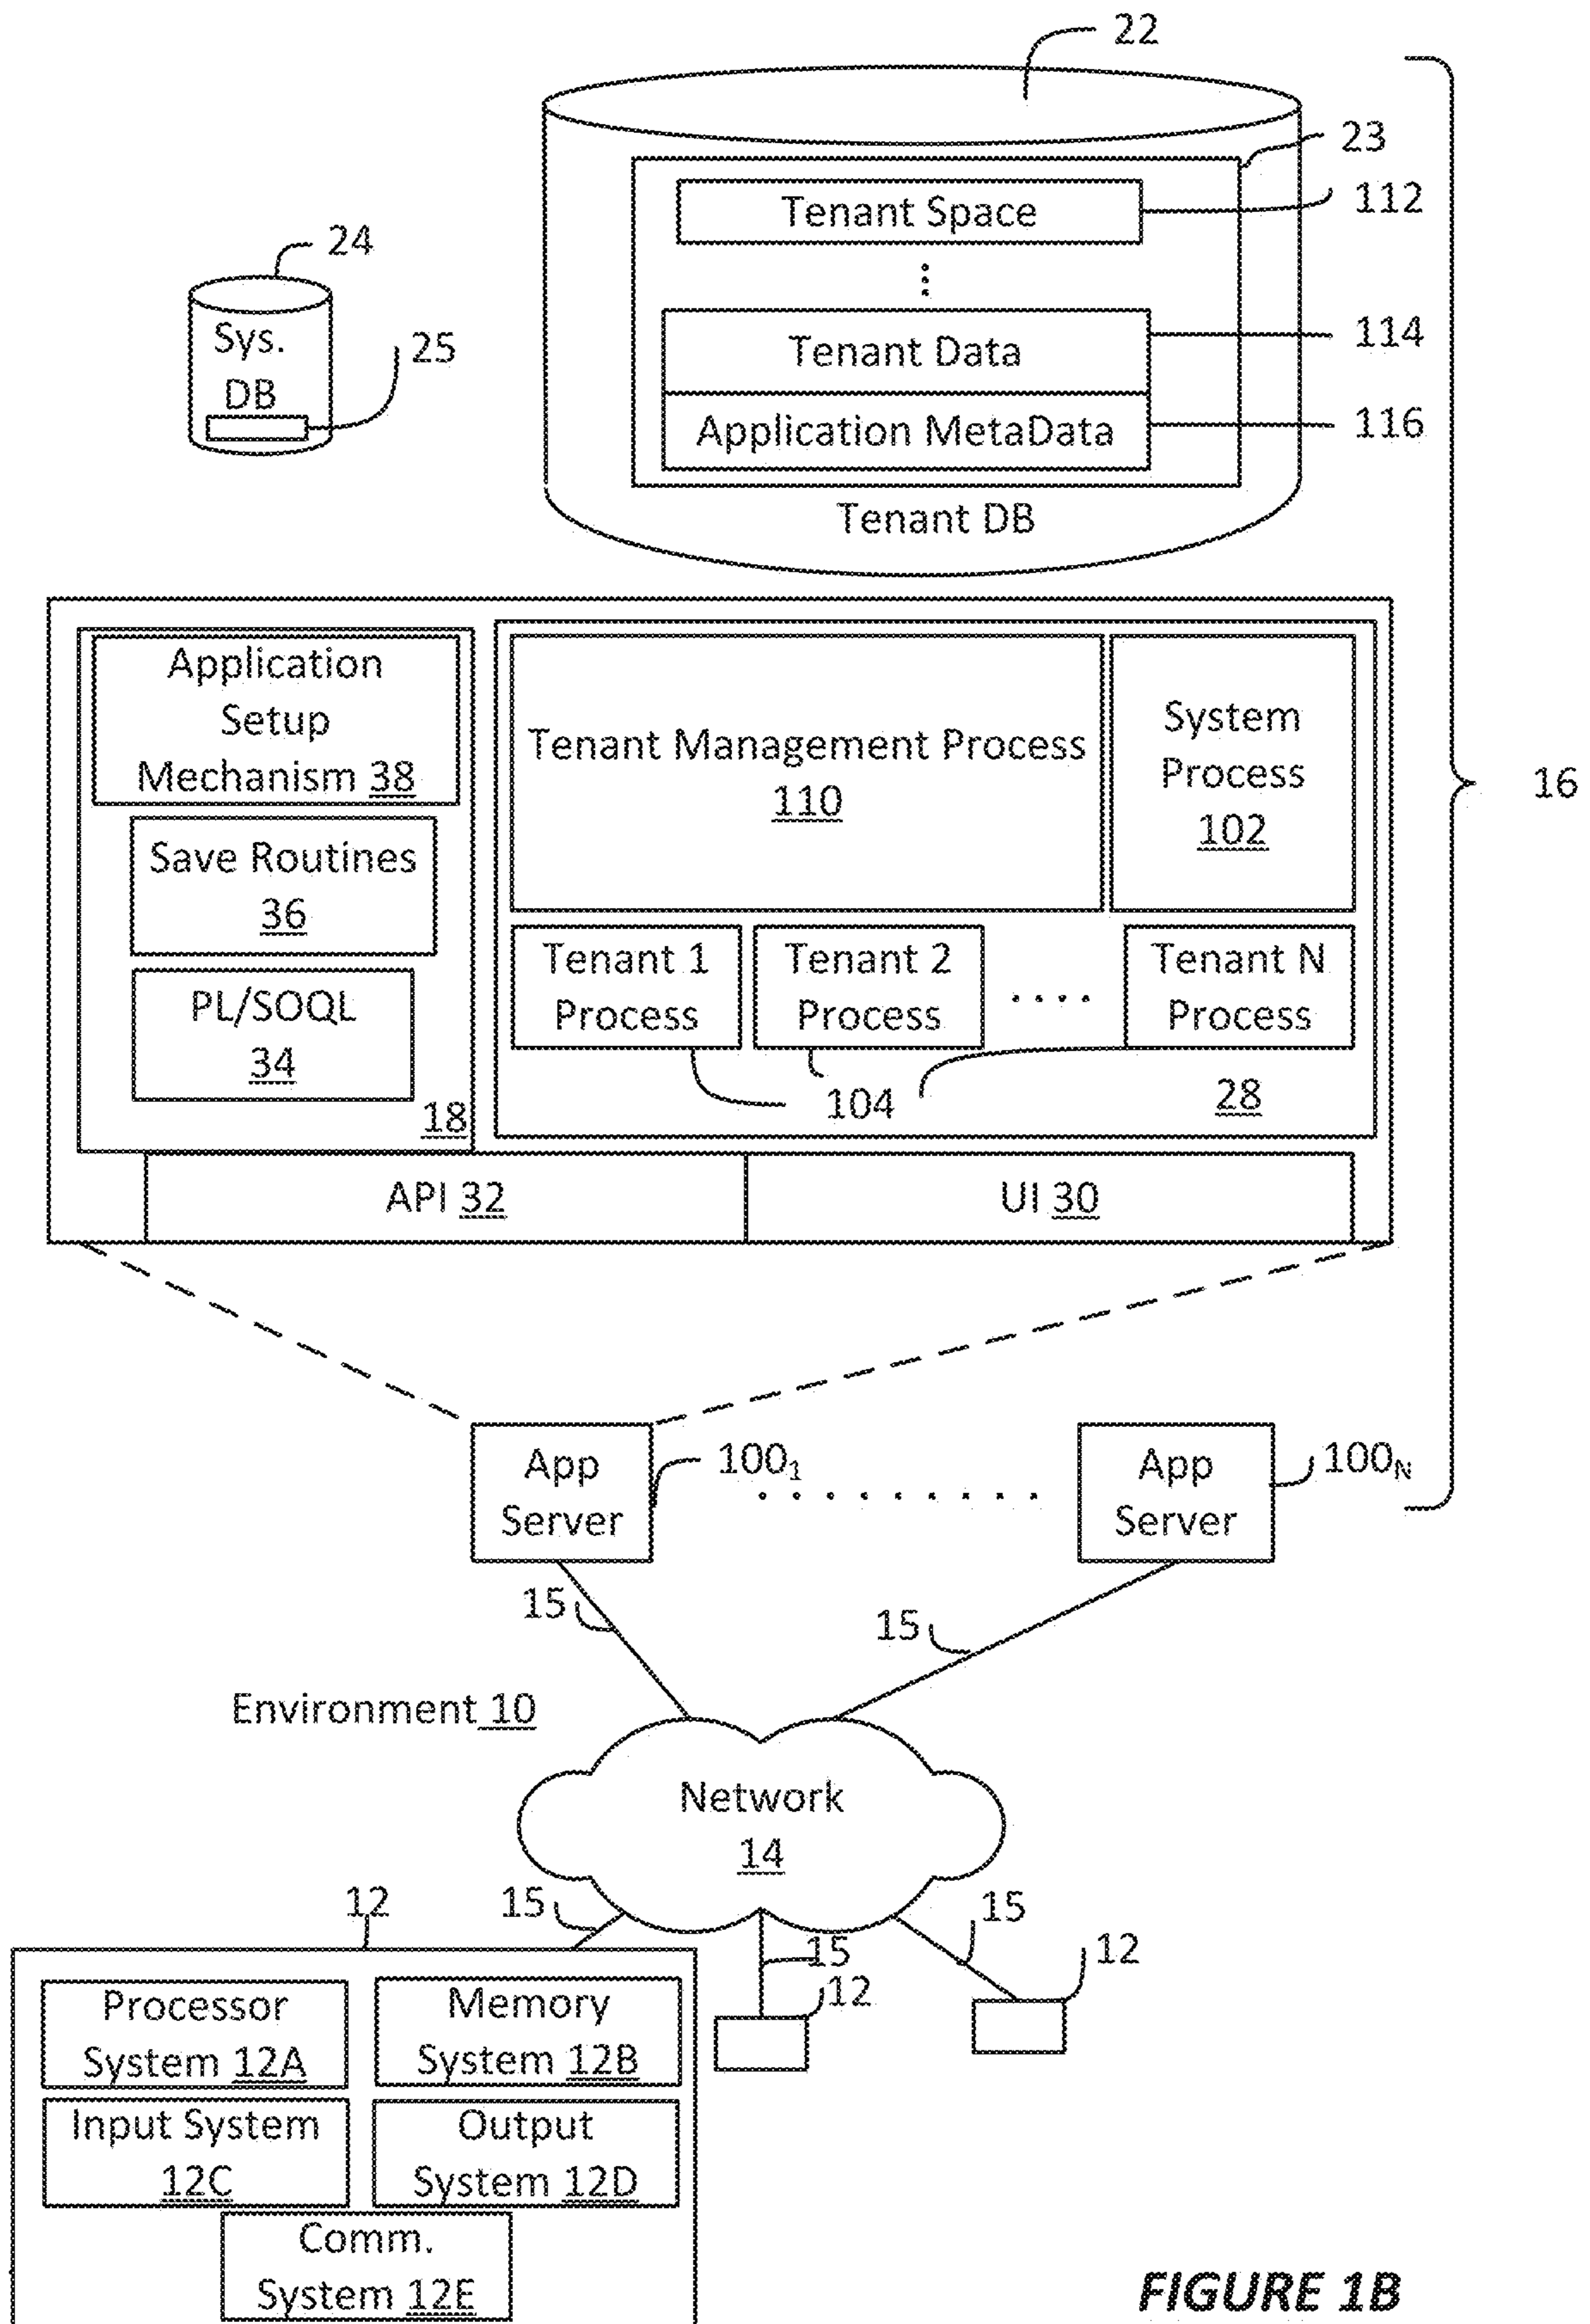 22
23
Tenant Space
112
24
Sys.
DB
25
Tenant Data
114
Application MetaData
116
Tenant DB
16
Application
Setup
Mechanism 38
Save Routines
36
PL/SOQL
34
18
Tenant Management Process
110
System
Process
102
Tenant 1
Process
Tenant 2
Process
. . . .
Tenant N
Process
104
28
API 32
UI 30
App
Server
100₁
. . . . . . . . .
App
Server
100N
15
15
Environment 10
Network
14
12
15
15
15
12
12
Processor
System 12A
Memory
System 12B
Input System
12C
Output
System 12D
Comm.
System 12E
FIGURE 1B